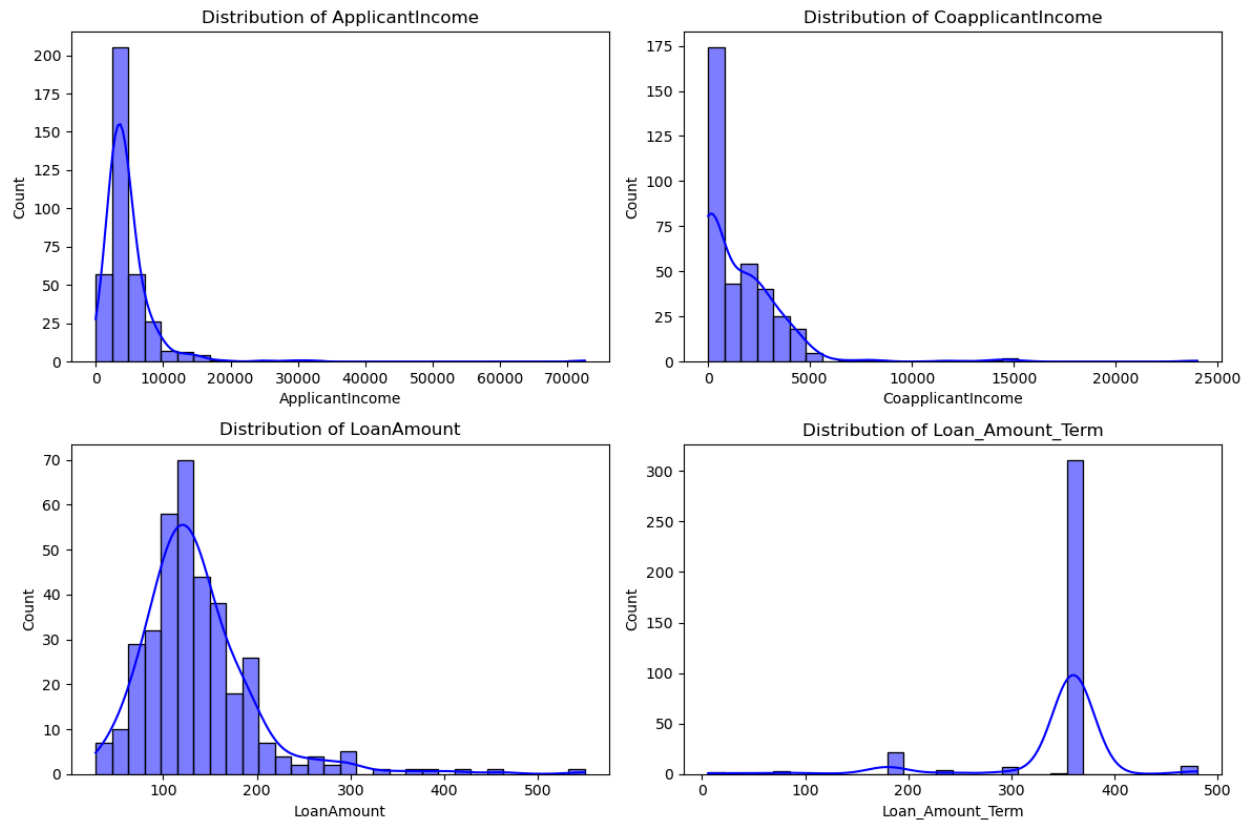 Distribution of ApplicantIncome
200
175
150
125
100
75
50
25
0
Count
0 10000 20000 30000 40000 50000 60000 70000
ApplicantIncome
Distribution of CoapplicantIncome
175
150
125
100
75
50
25
0
Count
0 5000 10000 15000 20000 25000
CoapplicantIncome
Distribution of LoanAmount
70
60
50
40
30
20
10
0
Count
100 200 300 400 500
LoanAmount
Distribution of Loan_Amount_Term
300
250
200
150
100
50
0
Count
0 100 200 300 400 500
Loan_Amount_Term